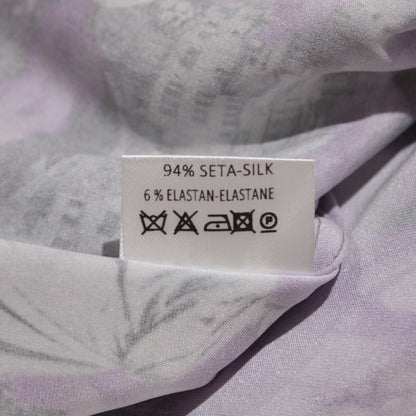 94% SETA-SILK
6 % ELASTAN-ELASTANE
P